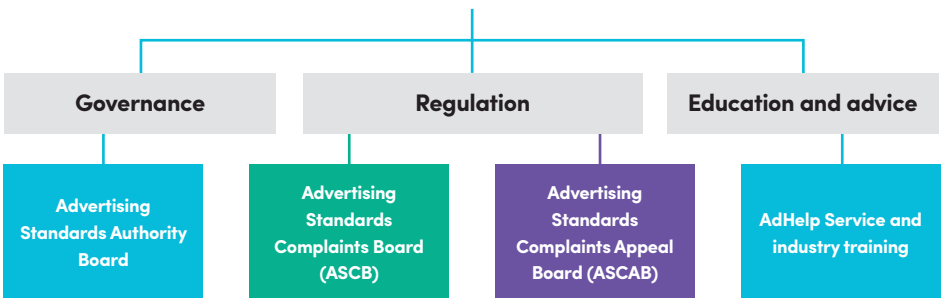 Governance
Regulation
Education and advice
Advertising
Standards Authority
Board
Advertising
Standards
Complaints Board
(ASCB)
Advertising
Standards
Complaints Appeal
Board (ASCAB)
AdHelp Service and
industry training